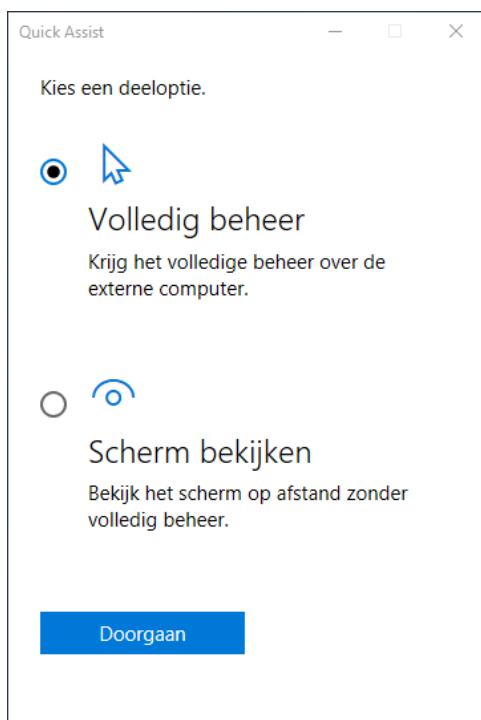 Quick Assist
Kies een deeloptie.
Volledig beheer
Krijg het volledige beheer over de
externe computer.
Scherm bekijken
Bekijk het scherm op afstand zonder
volledig beheer.
Doorgaan